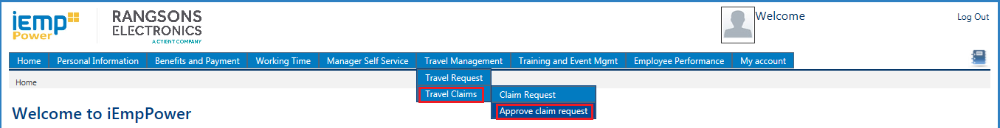 iEmp Power
RANGSONS
ELECTRONICS
A CYIENT COMPANY
Welcome
Log Out
Home Personal Information Benefits and Payment Working Time Manager Self Service Travel Management Training and Event Mgmt Employee Performance My account
Travel Request
Travel Claims
Claim Request
Approve claim request
Home
Welcome to iEmpPower